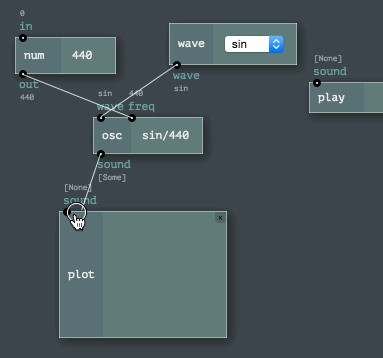 0
in
num 440
out
440
wave sin
wave
sin
[None]
sound
play
sin 440
wave freq
osc sin/440
sound
[Some]
[None]
sound
x
plot